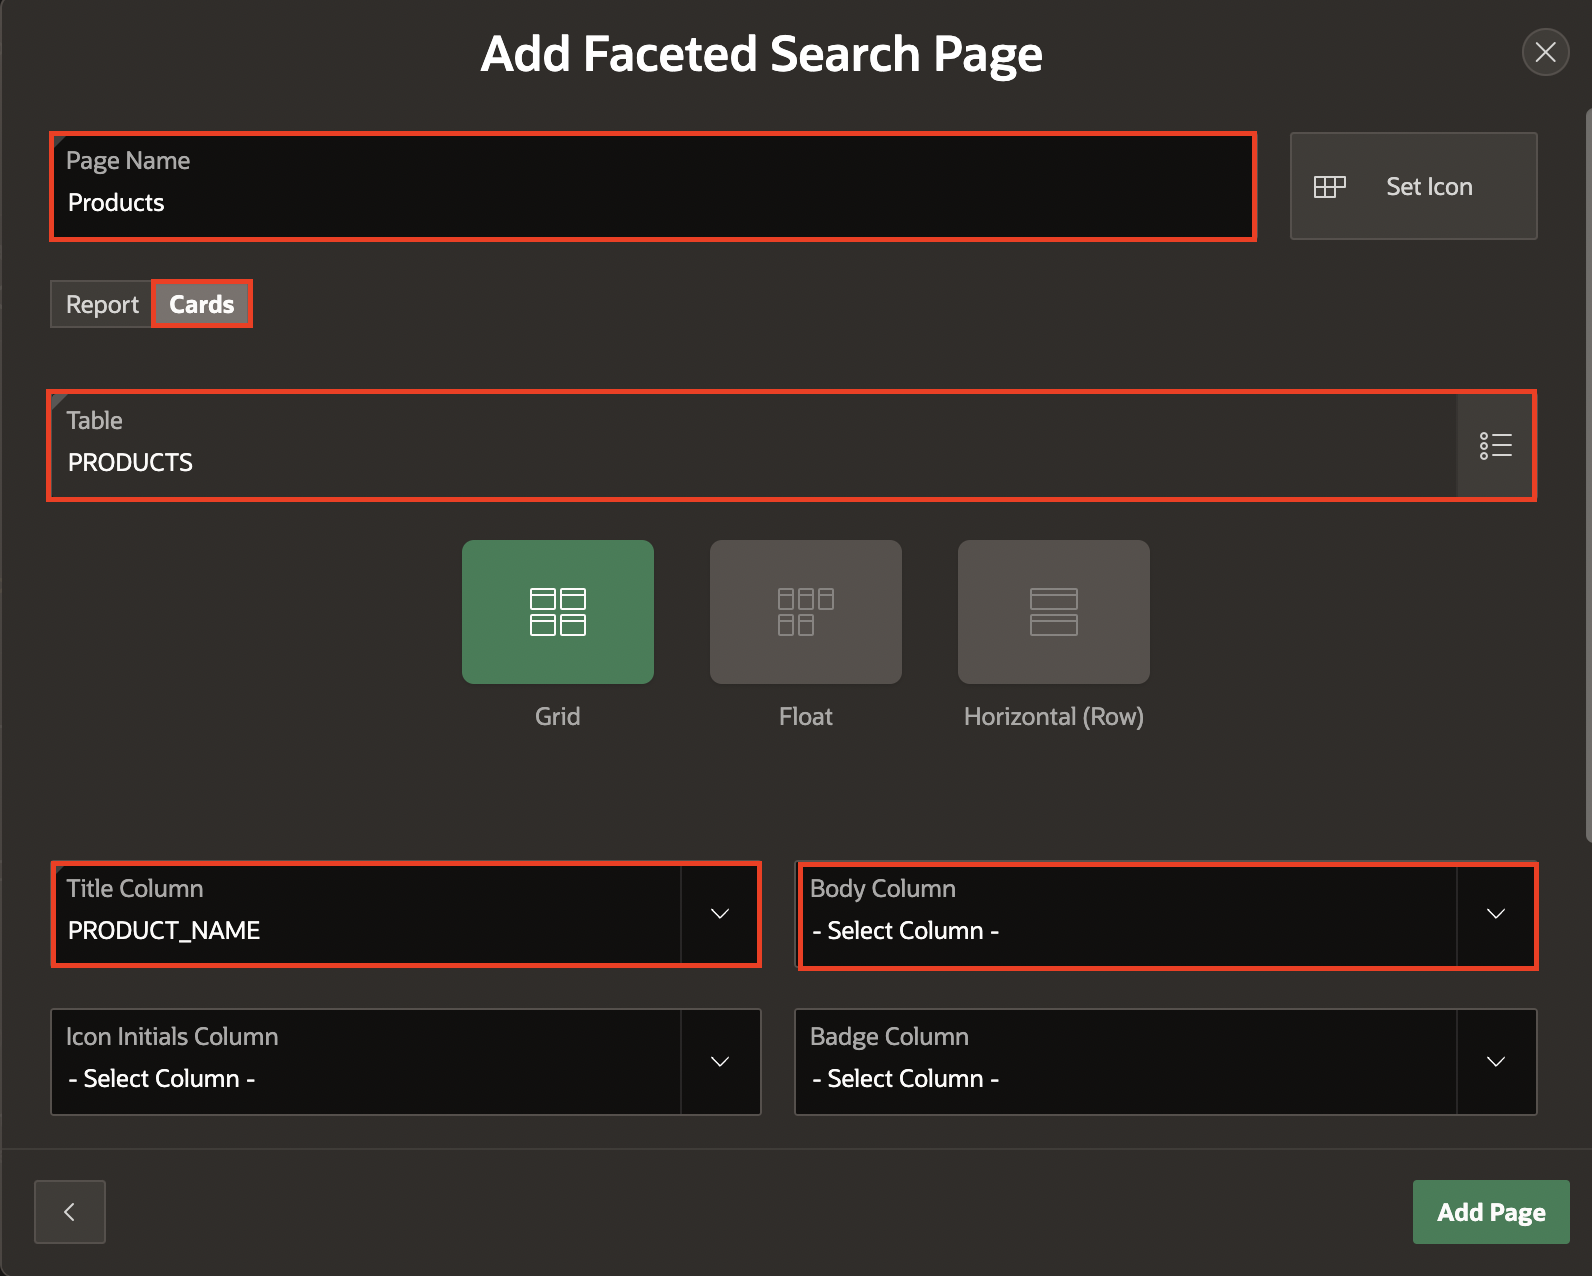 Add Faceted Search Page
Page Name
Products
Set Icon
Report
Cards
Table
PRODUCTS
Grid
Float
Horizontal (Row)
Title Column
PRODUCT_NAME
Body Column
- Select Column -
Icon Initials Column
- Select Column -
Badge Column
- Select Column -
Add Page